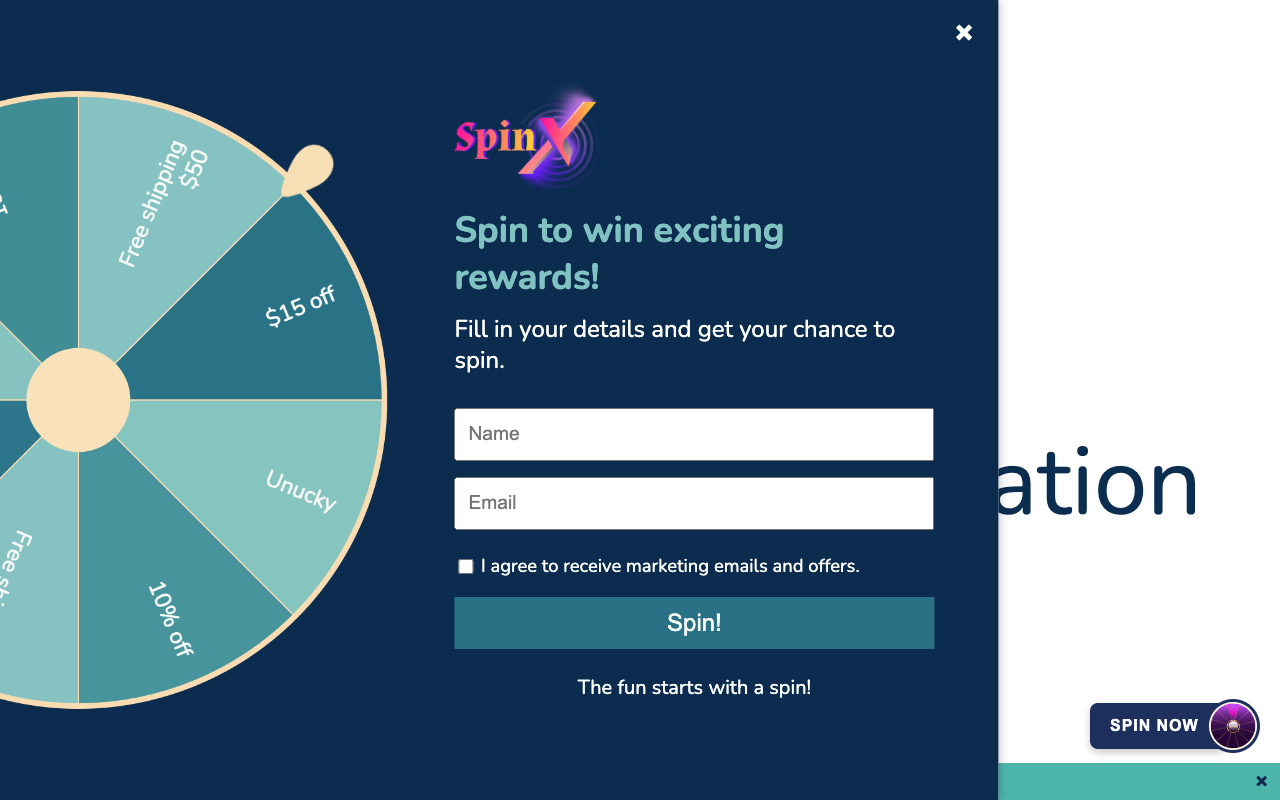 Free shipping
$50
$15 off
Unucky
10% off
Free shi
SpinX
Spin to win exciting
rewards!
Fill in your details and get your chance to
spin.
Name
Email
I agree to receive marketing emails and offers.
Spin!
The fun starts with a spin!
ation
SPIN NOW